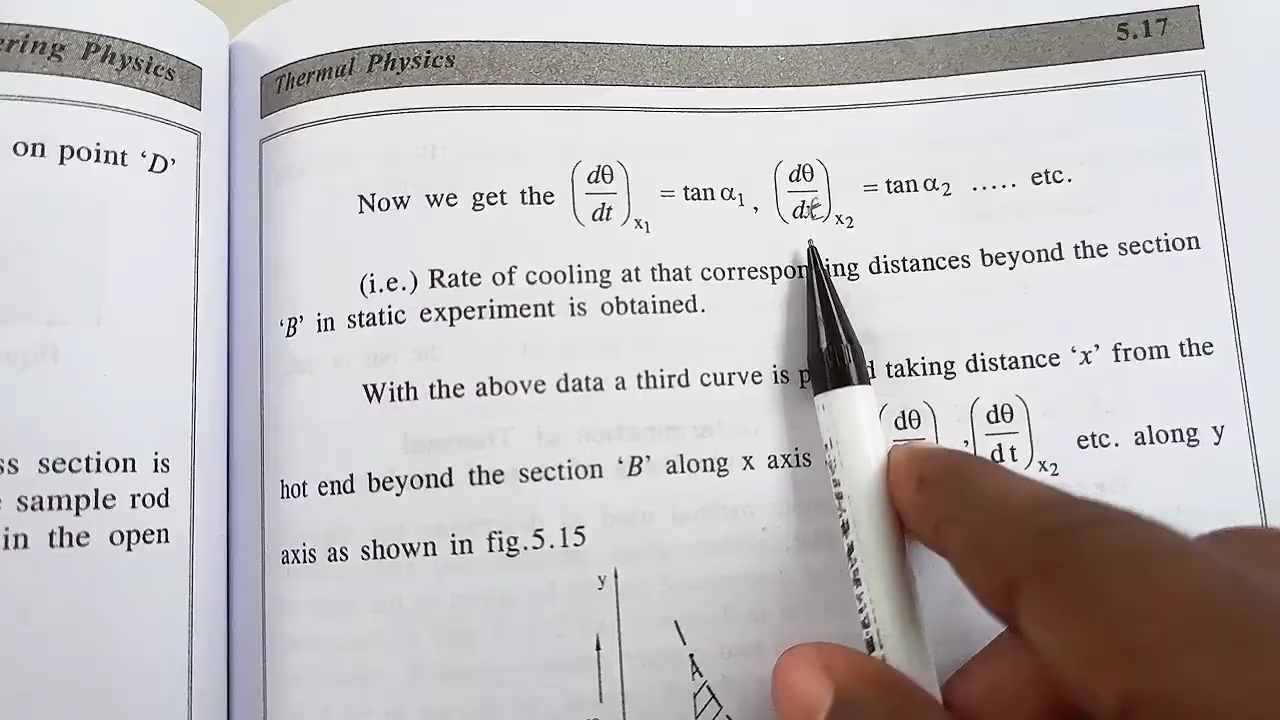 ering Physics
on point ‘D’
ss section is
sample rod
in the open
Thermal Physics 5.17
Now we get the (dθ/dt)x₁ = tan α₁, (dθ/dt)x₂ = tan α₂ ..... etc.
(i.e.) Rate of cooling at that distances beyond the section
‘B’ in static experiment is obtained.
With the above data a third curve is taking distance ‘x’ from the
hot end beyond the section ‘B’ along x axis , (dθ/dt)x₂ etc. along y
axis as shown in fig.5.15
y
A